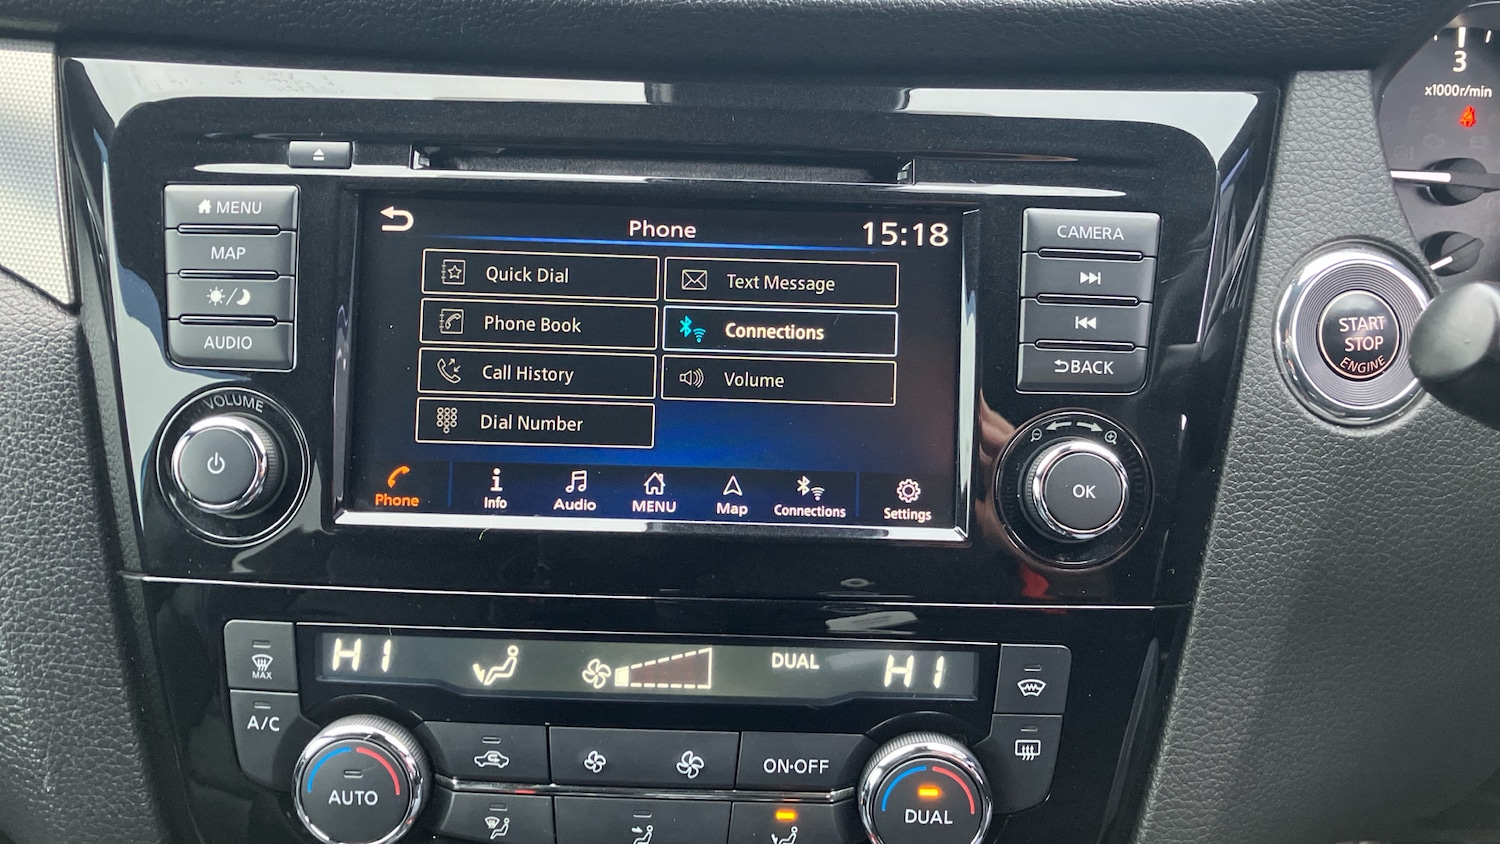 3
x1000r/min
MENU
MAP
AUDIO
VOLUME
Phone
15:18
Quick Dial
Text Message
Phone Book
Connections
Call History
Volume
Dial Number
Phone
Info
Audio
MENU
Map
Connections
Settings
CAMERA
BACK
OK
START
STOP
ENGINE
HI
DUAL
HI
MAX
A/C
AUTO
ON·OFF
DUAL